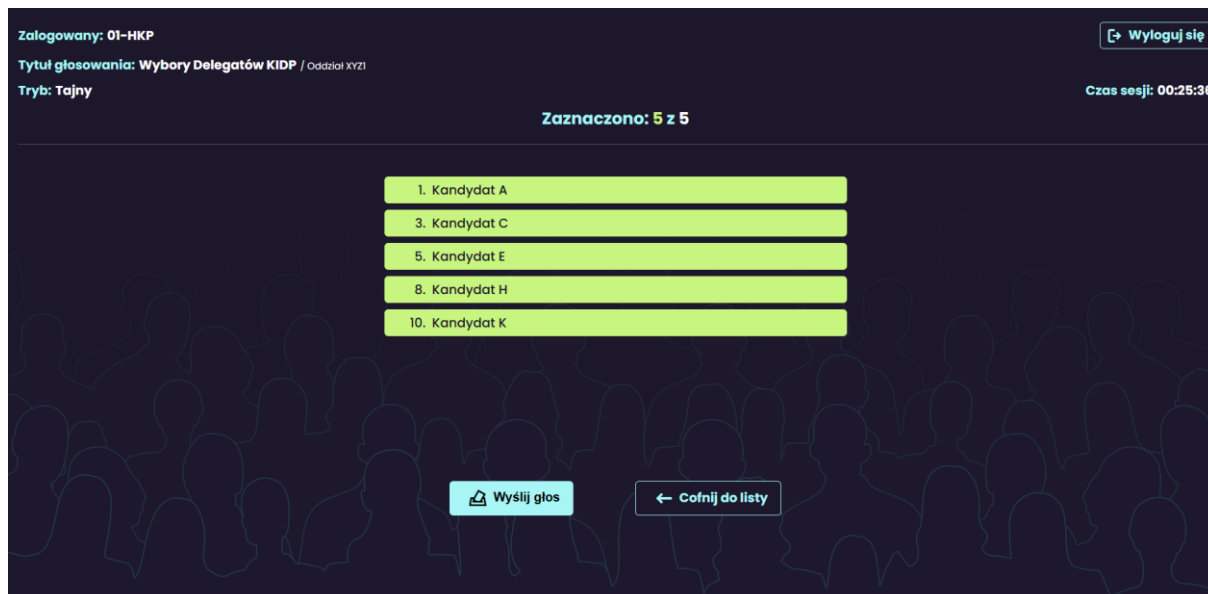 Zalogowany: 01-HKP
Wyloguj się
Tytuł głosowania: Wybory Delegatów KIDP / Oddział XYZ1
Tryb: Tajny
Czas sesji: 00:25:36
Zaznaczono: 5 z 5
1. Kandydat A
3. Kandydat C
5. Kandydat E
8. Kandydat H
10. Kandydat K
Wyślij głos
Cofnij do listy